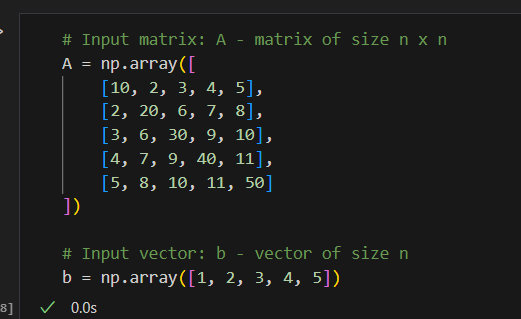 # Input matrix: A - matrix of size n x n
A = np.array([
    [10, 2, 3, 4, 5],
    [2, 20, 6, 7, 8],
    [3, 6, 30, 9, 10],
    [4, 7, 9, 40, 11],
    [5, 8, 10, 11, 50]
])
# Input vector: b - vector of size n
b = np.array([1, 2, 3, 4, 5])
8] ✓ 0.0s